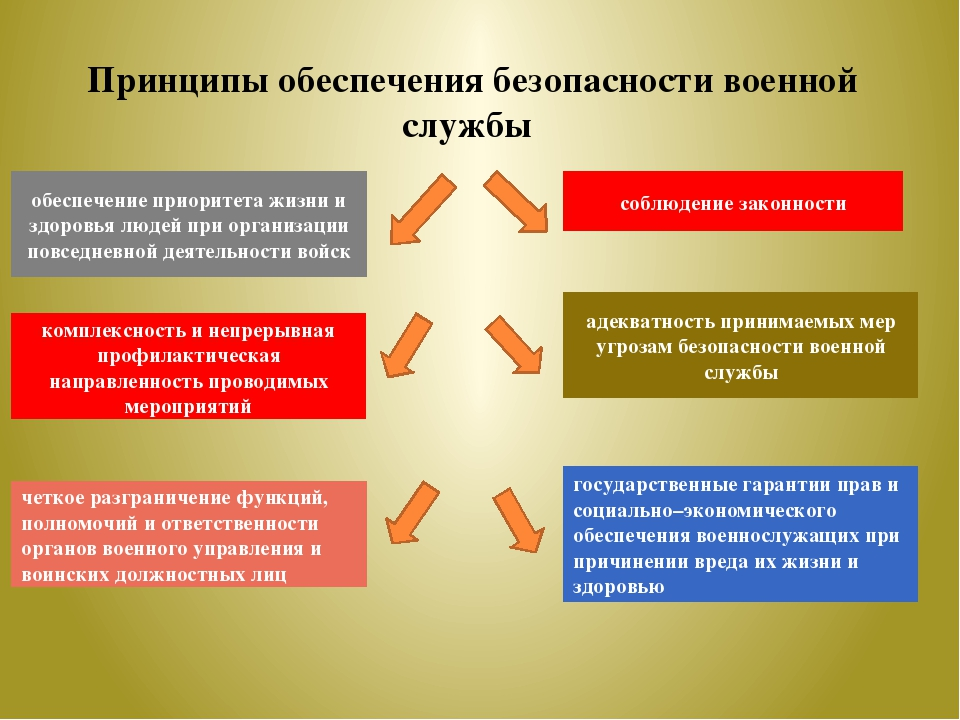 Принципы обеспечения безопасности военной
службы
обеспечение приоритета жизни и
здоровья людей при организации
повседневной деятельности войск
соблюдение законности
комплексность и непрерывная
профилактическая
направленность проводимых
мероприятий
адекватность принимаемых мер
угрозам безопасности военной
службы
четкое разграничение функций,
полномочий и ответственности
органов военного управления и
воинских должностных лиц
государственные гарантии прав и
социально–экономического
обеспечения военнослужащих при
причинении вреда их жизни и
здоровью